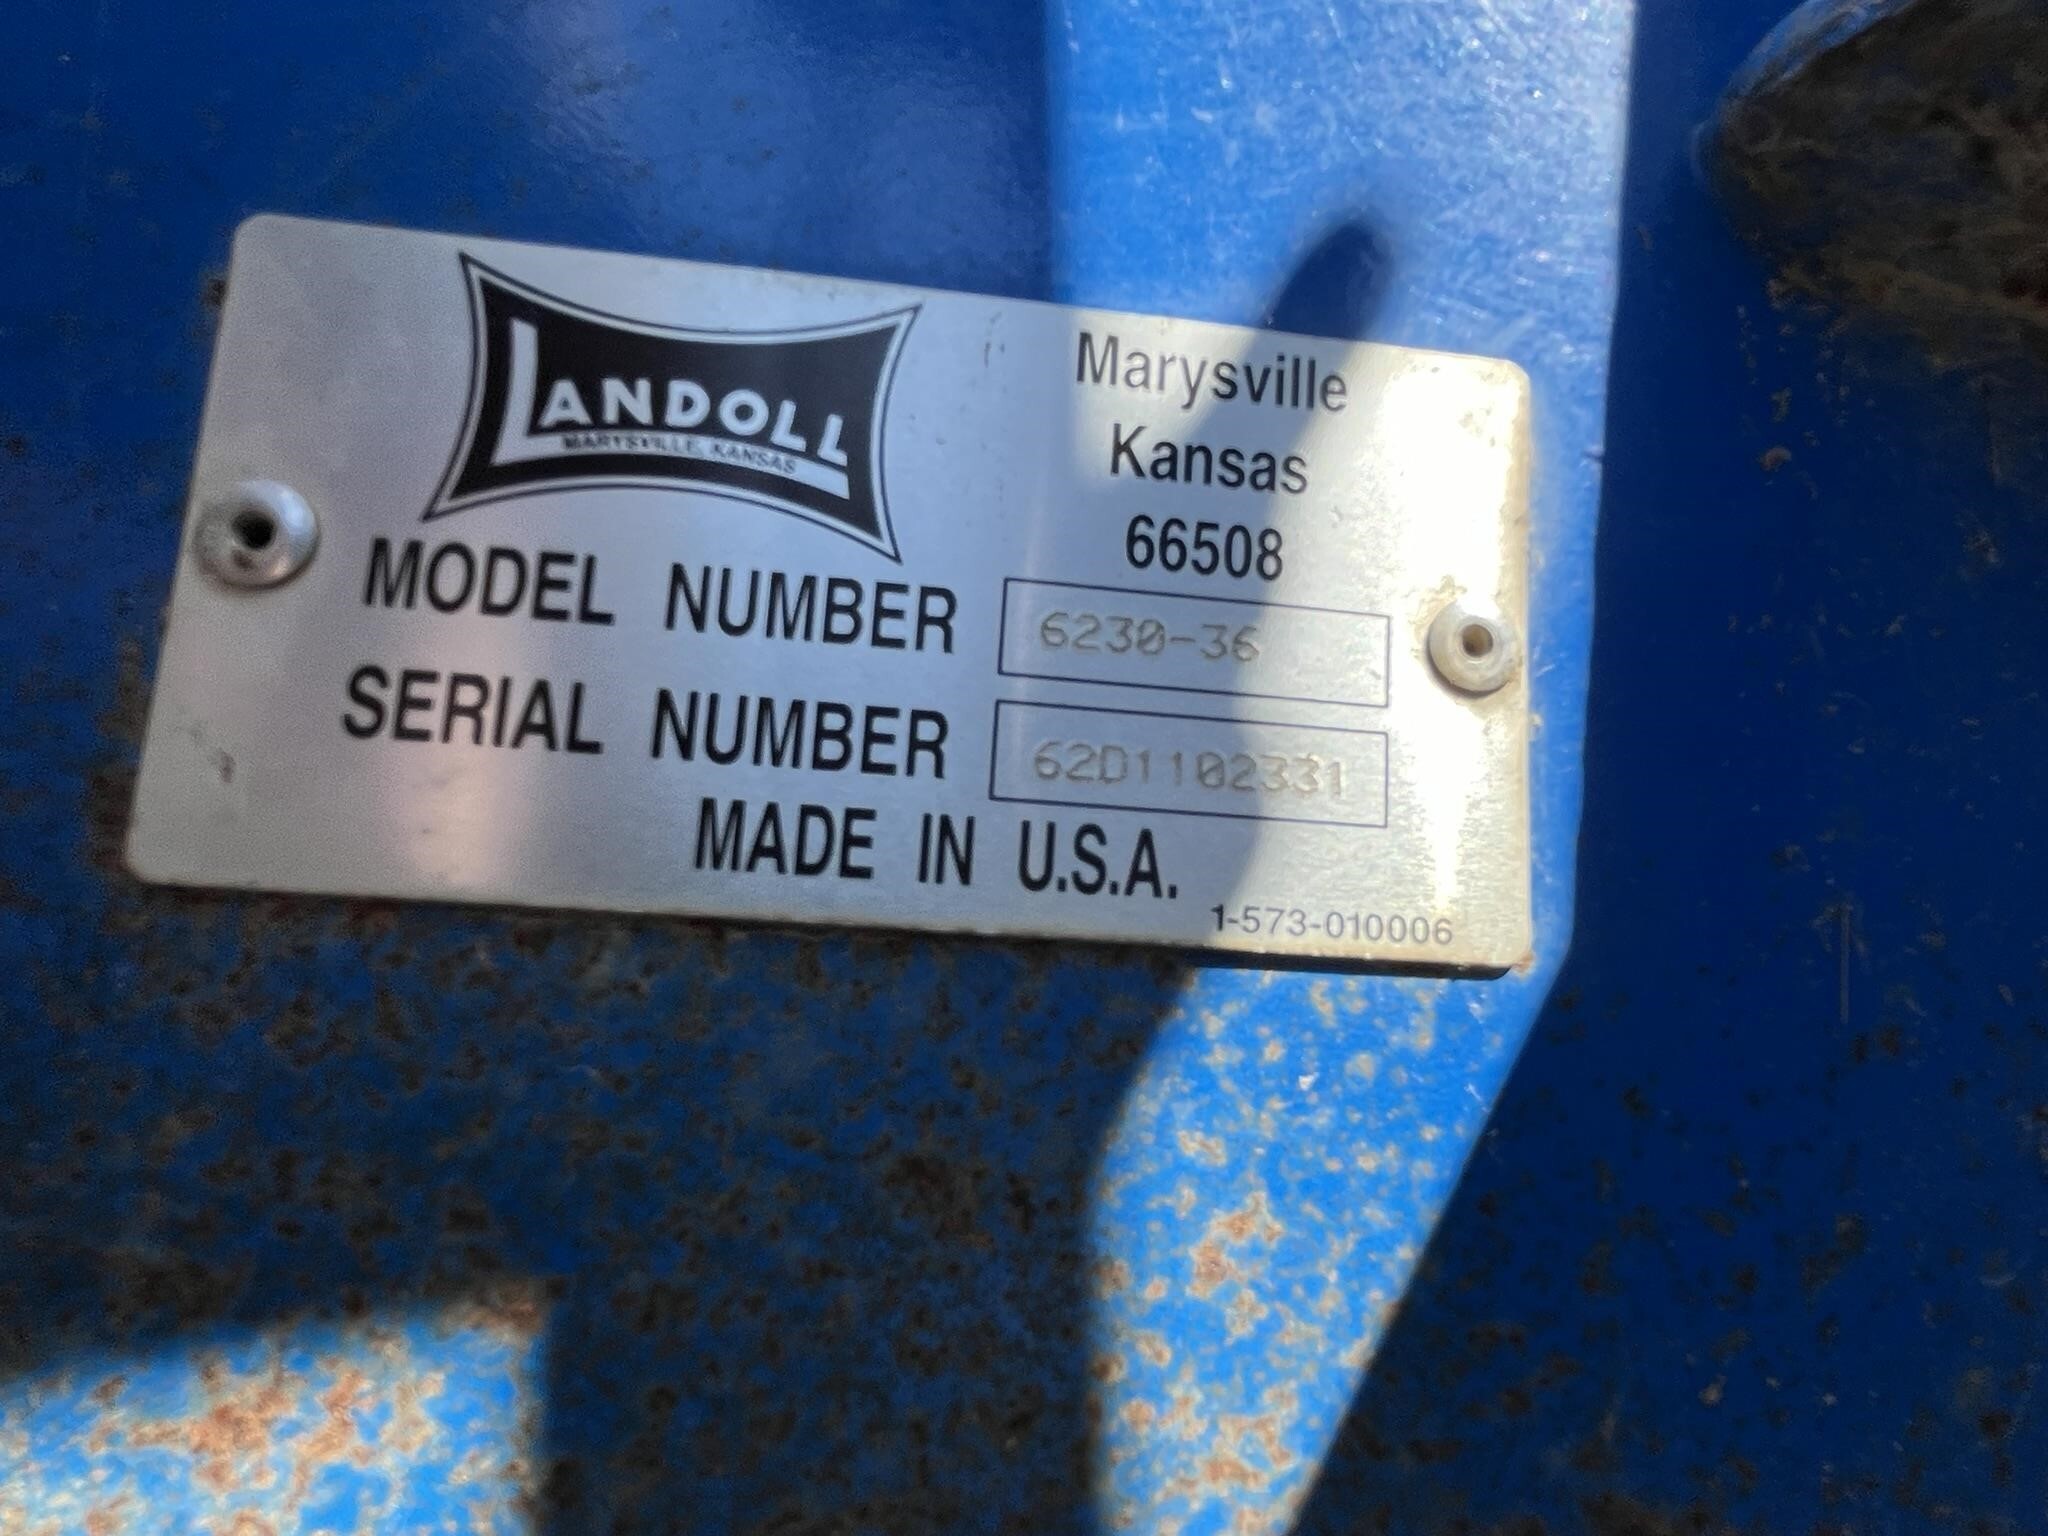 LANDOLL
MARYSVILLE, KANSAS
Marysville
Kansas
66508
MODEL NUMBER 6230-36
SERIAL NUMBER 62D1102331
MADE IN U.S.A.
1-573-010006